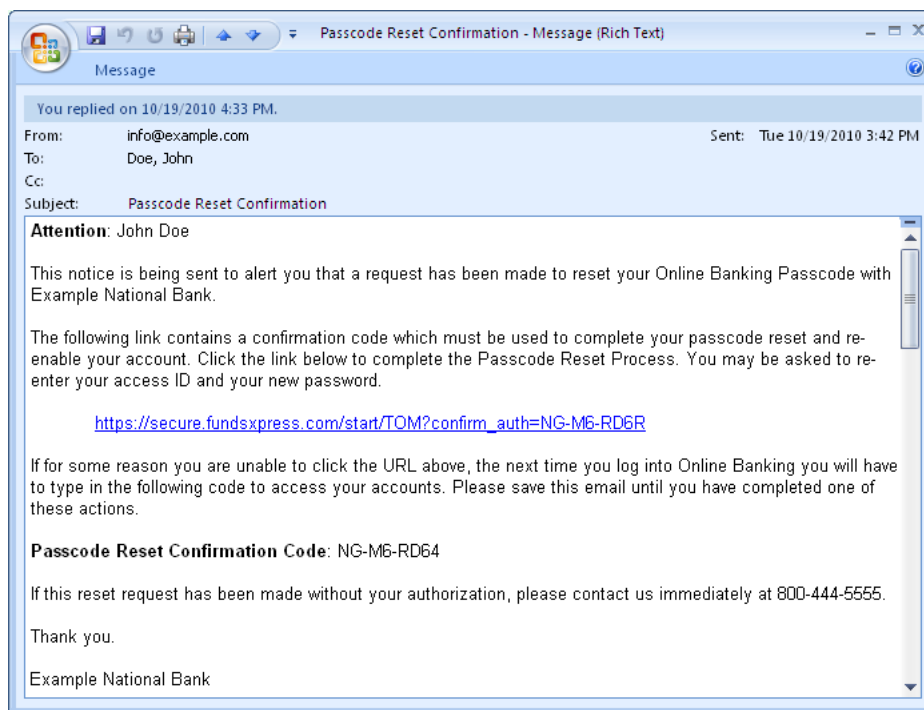 Passcode Reset Confirmation - Message (Rich Text)
Message
You replied on 10/19/2010 4:33 PM.
From: info@example.com Sent: Tue 10/19/2010 3:42 PM
To: Doe, John
Cc:
Subject: Passcode Reset Confirmation
Attention: John Doe
This notice is being sent to alert you that a request has been made to reset your Online Banking Passcode with
Example National Bank.
The following link contains a confirmation code which must be used to complete your passcode reset and re-
enable your account. Click the link below to complete the Passcode Reset Process. You may be asked to re-
enter your access ID and your new password.
https://secure.fundsxpress.com/start/TOM?confirm_auth=NG-M6-RD6R
If for some reason you are unable to click the URL above, the next time you log into Online Banking you will have
to type in the following code to access your accounts. Please save this email until you have completed one of
these actions.
Passcode Reset Confirmation Code: NG-M6-RD64
If this reset request has been made without your authorization, please contact us immediately at 800-444-5555.
Thank you.
Example National Bank